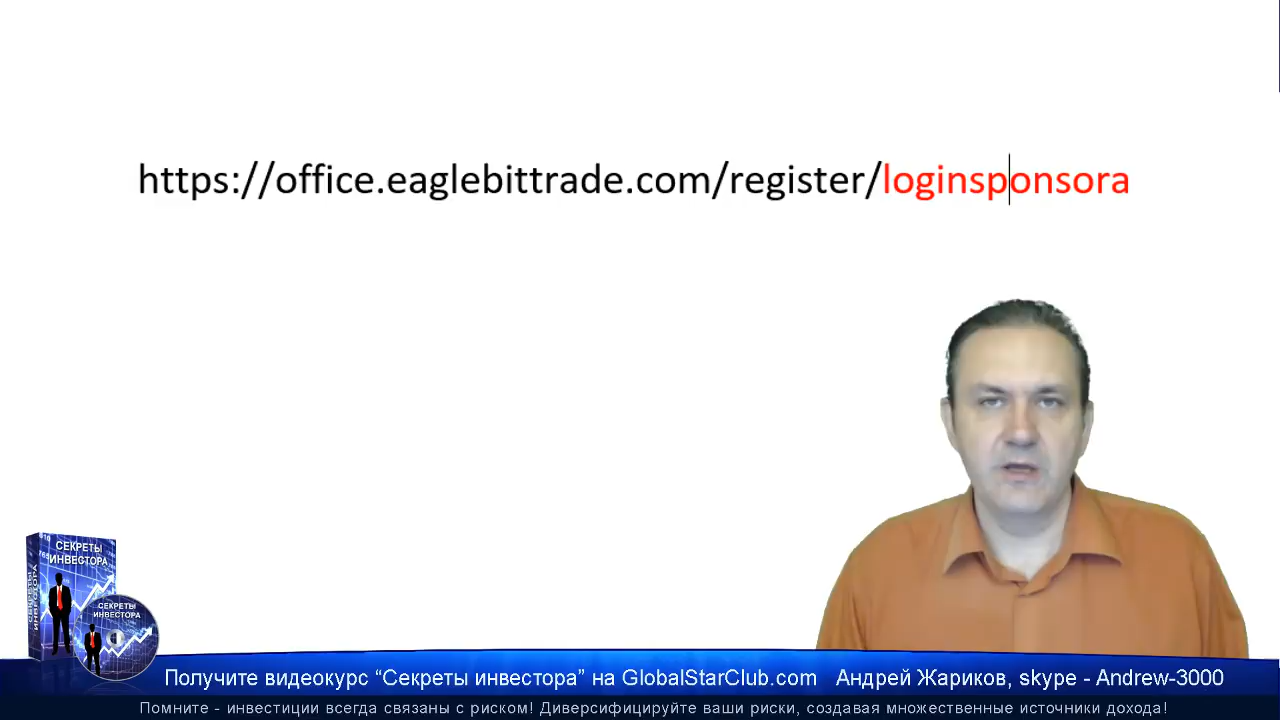 https://office.eaglebittrade.com/register/loginsponsora
СЕКРЕТЫ
ИНВЕСТОРА
СЕКРЕТЫ
ИНВЕСТОРА
Получите видеокурс “Секреты инвестора” на GlobalStarClub.com Андрей Жариков, skype - Andrew-3000
Помните - инвестиции всегда связаны с риском! Диверсифицируйте ваши риски, создавая множественные источники дохода!